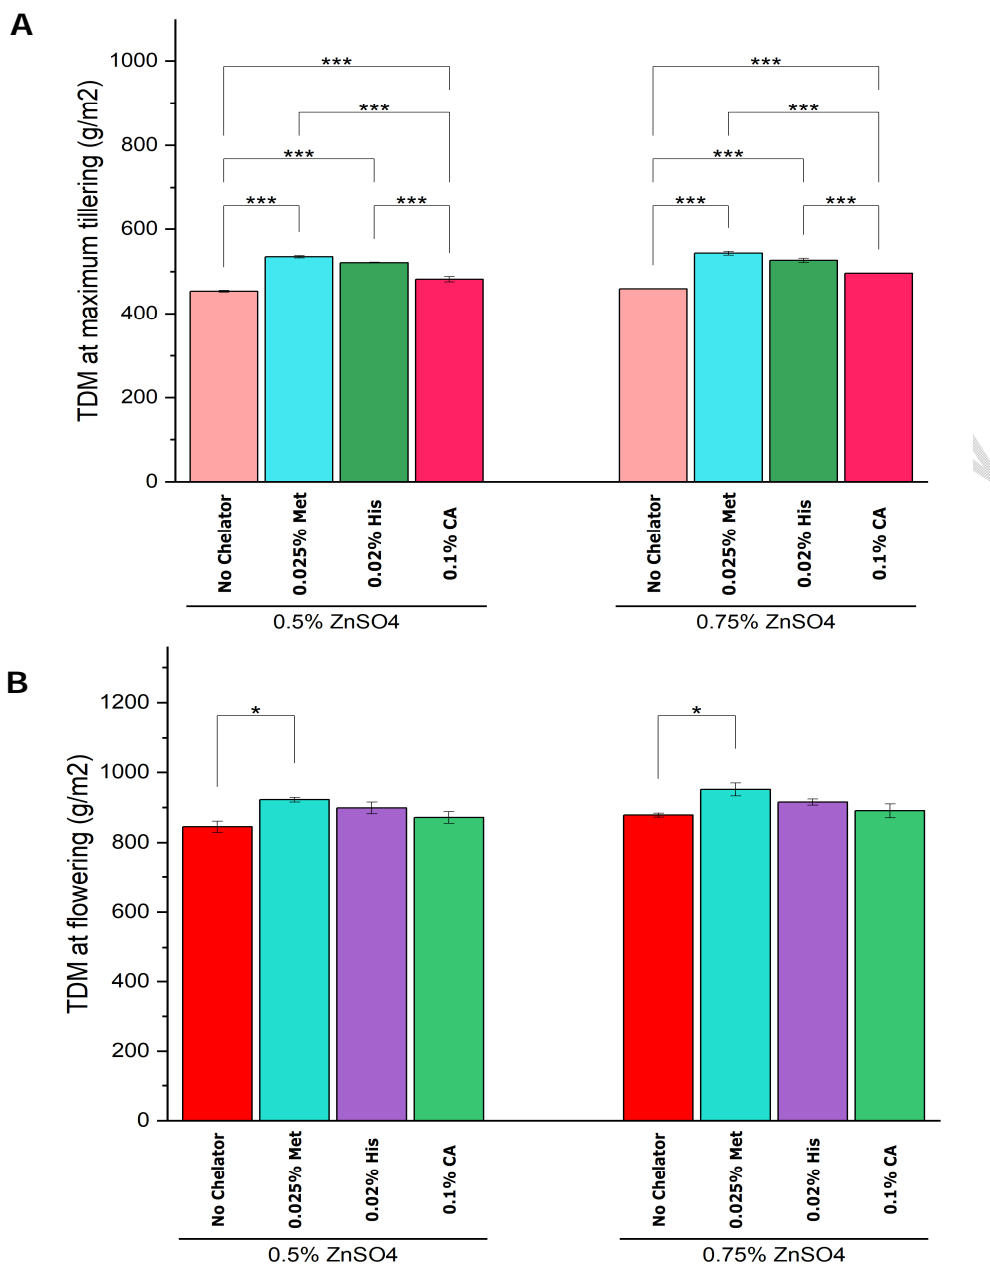 A
TDM at maximum tillering (g/m2)
1000
800
600
400
200
0
***
***
***
***
***
***
***
***
***
***
No Chelator
0.025% Met
0.02% His
0.1% CA
No Chelator
0.025% Met
0.02% His
0.1% CA
0.5% ZnSO4
0.75% ZnSO4
B
TDM at flowering (g/m2)
1200
1000
800
600
400
200
0
*
*
No Chelator
0.025% Met
0.02% His
0.1% CA
No Chelator
0.025% Met
0.02% His
0.1% CA
0.5% ZnSO4
0.75% ZnSO4